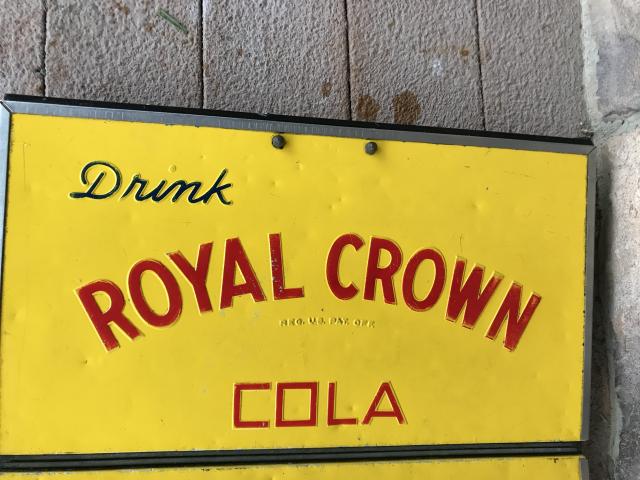 Drink
ROYAL CROWN
REG. U.S. PAT. OFF.
COLA